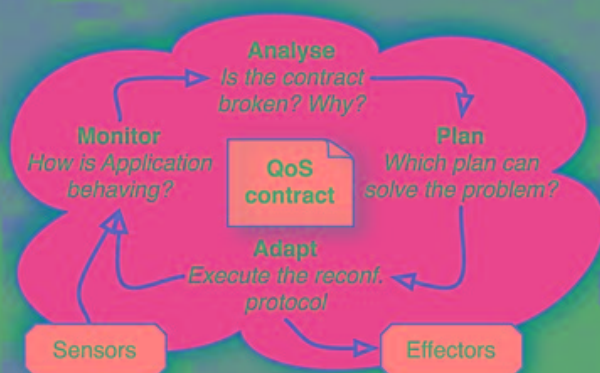 Analyse
Is the contract
broken? Why?
Monitor
How is Application
behaving?
Plan
Which plan can
solve the problem?
QoS
contract
Adapt
Execute the reconf.
protocol
Sensors
Effectors